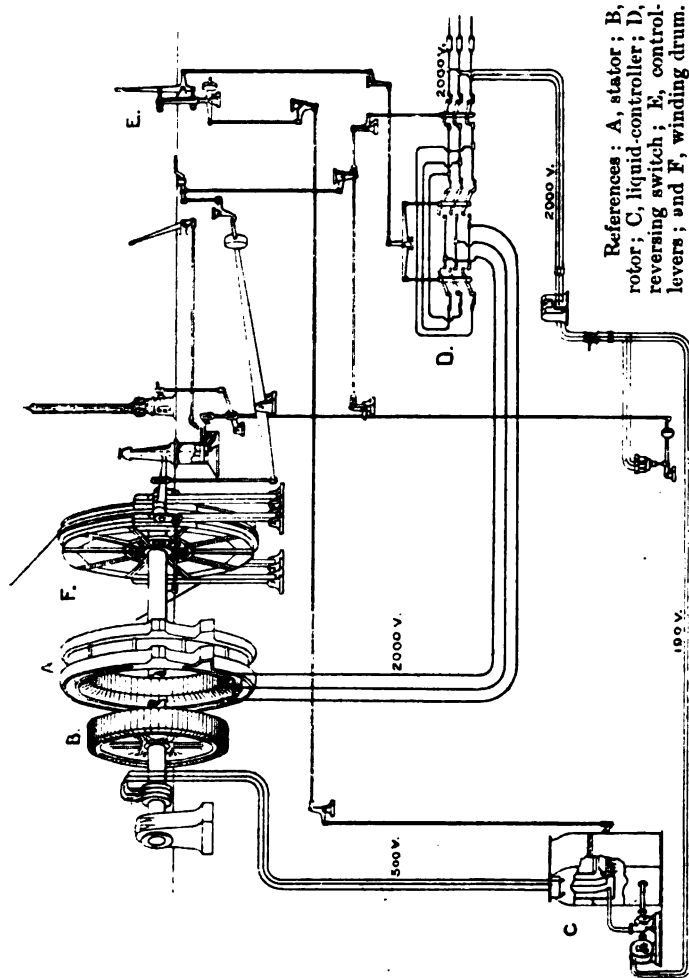 B.
A
F.
E.
500 V.
2000 V.
D.
2000 V.
C
2000 V.
References : A, stator ; B,
rotor ; C, liquid-controller ; D,
reversing switch ; E, control-
levers ; and F, winding drum.